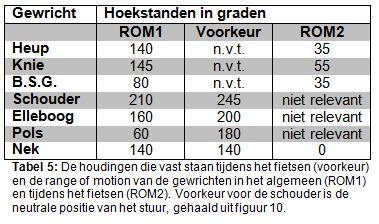 Gewricht Hoekstanden in graden
ROM1 Voorkeur ROM2
Heup 140 n.v.t. 35
Knie 145 n.v.t. 55
B.S.G. 80 n.v.t. 35
Schouder 210 245 niet relevant
Elleboog 160 200 niet relevant
Pols 60 180 niet relevant
Nek 140 140 0
Tabel 5: De houdingen die vast staan tijdens het fietsen (voorkeur)
en de range of motion van de gewrichten in het algemeen (ROM1)
en tijdens het fietsen (ROM2). Voorkeur voor de schouder is de
neutrale positie van het stuur, gehaald uit figuur 10.